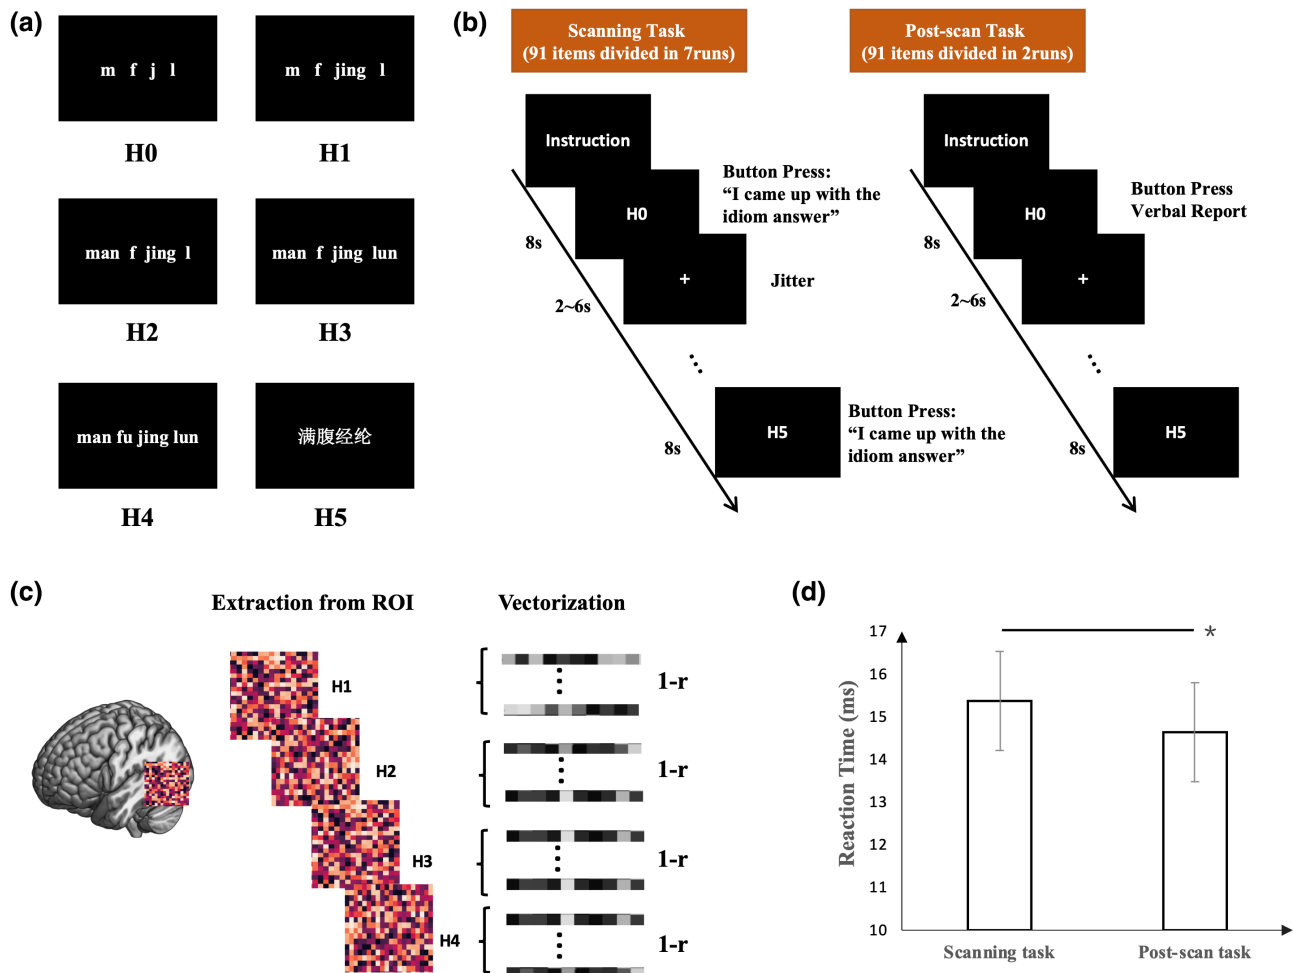 (a)
m f j l
H0
m f jing l
H1
man f jing l
H2
man f jing lun
H3
man fu jing lun
H4
满腹经纶
H5
(b)
Scanning Task
(91 items divided in 7runs)
Instruction
H0
Button Press:
“I came up with the
idiom answer”
8s
+
Jitter
2~6s
H5
Button Press:
“I came up with the
idiom answer”
8s
Post-scan Task
(91 items divided in 2runs)
Instruction
H0
Button Press
Verbal Report
8s
+
2~6s
H5
8s
(c)
Extraction from ROI
Vectorization
H1
1-r
H2
1-r
H3
1-r
H4
1-r
(d)
*
Reaction Time (ms)
17
16
15
14
13
12
11
10
Scanning task
Post-scan task